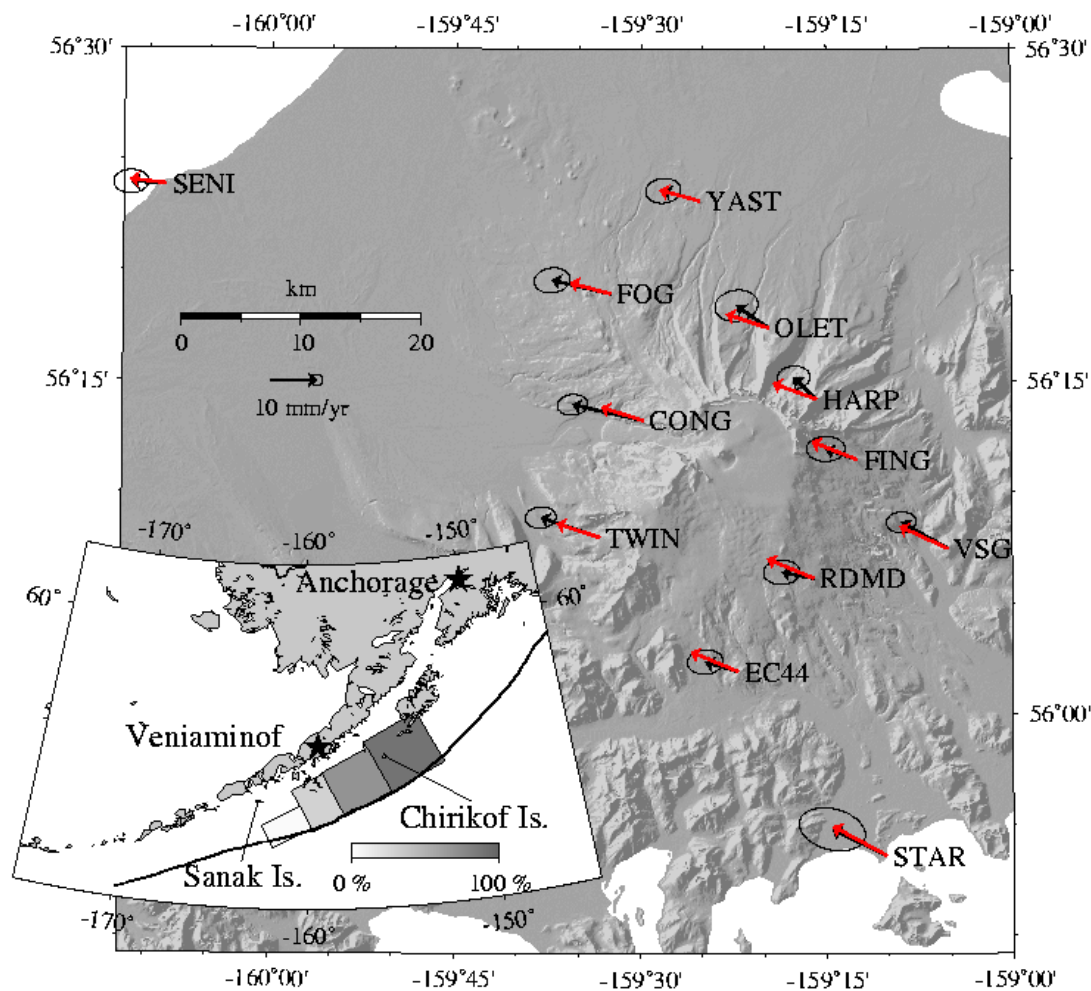 -160°00'
-159°45'
-159°30'
-159°15'
-159°00'
56°30'
56°30'
SENI
YAST
FOG
km
OLET
0
10
20
56°15'
56°15'
10 mm/yr
HARP
CONG
FING
TWIN
VSG
RDMD
-170°
-160°
-150°
Anchorage
60°
60°
EC44
Veniaminof
56°00'
Chirikof Is.
Sanak Is.
0 %
100 %
STAR
-170°
-160°
-150°
-160°00'
-159°45'
-159°30'
-159°15'
-159°00'